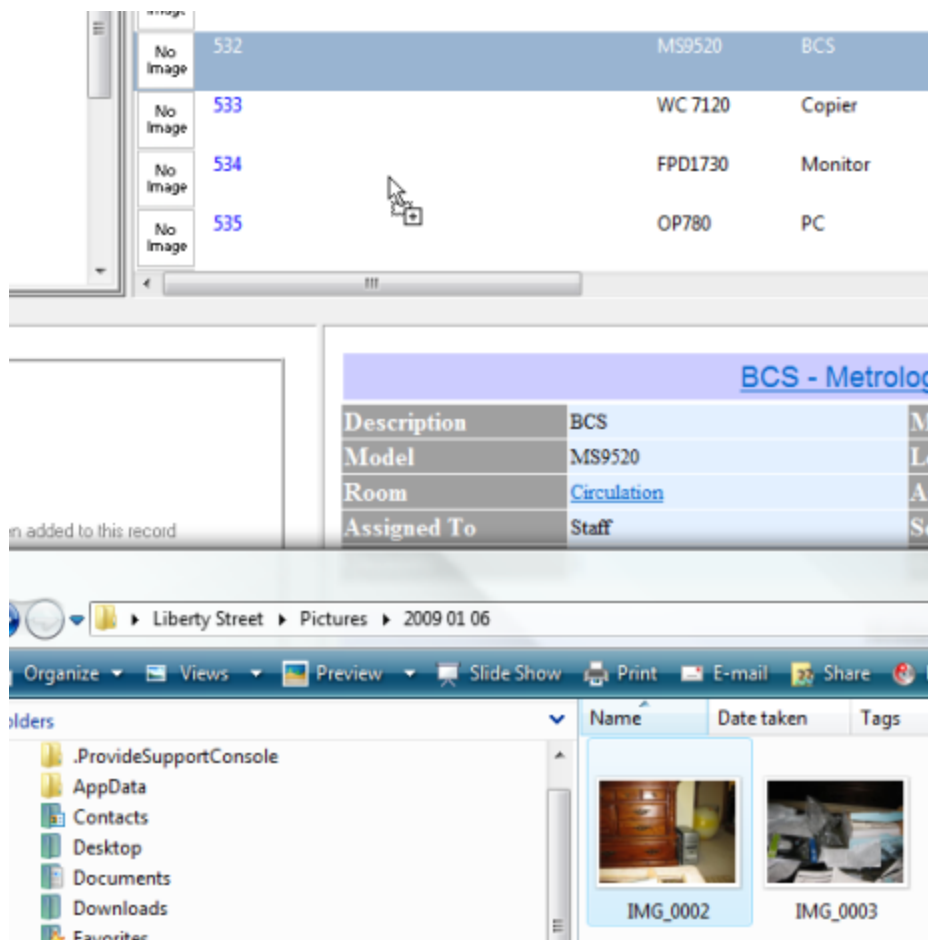 No Image 532 MS9520 BCS
No Image 533 WC 7120 Copier
No Image 534 FPD1730 Monitor
No Image 535 OP780 PC
BCS - Metrolog
Description BCS M
Model MS9520 L
Room Circulation A
Assigned To Staff S
n added to this record
Liberty Street Pictures 2009 01 06
Organize Views Preview Slide Show Print E-mail Share
olders Name Date taken Tags
.ProvideSupportConsole
AppData
Contacts
Desktop
Documents
Downloads
Favorites
IMG_0002 IMG_0003